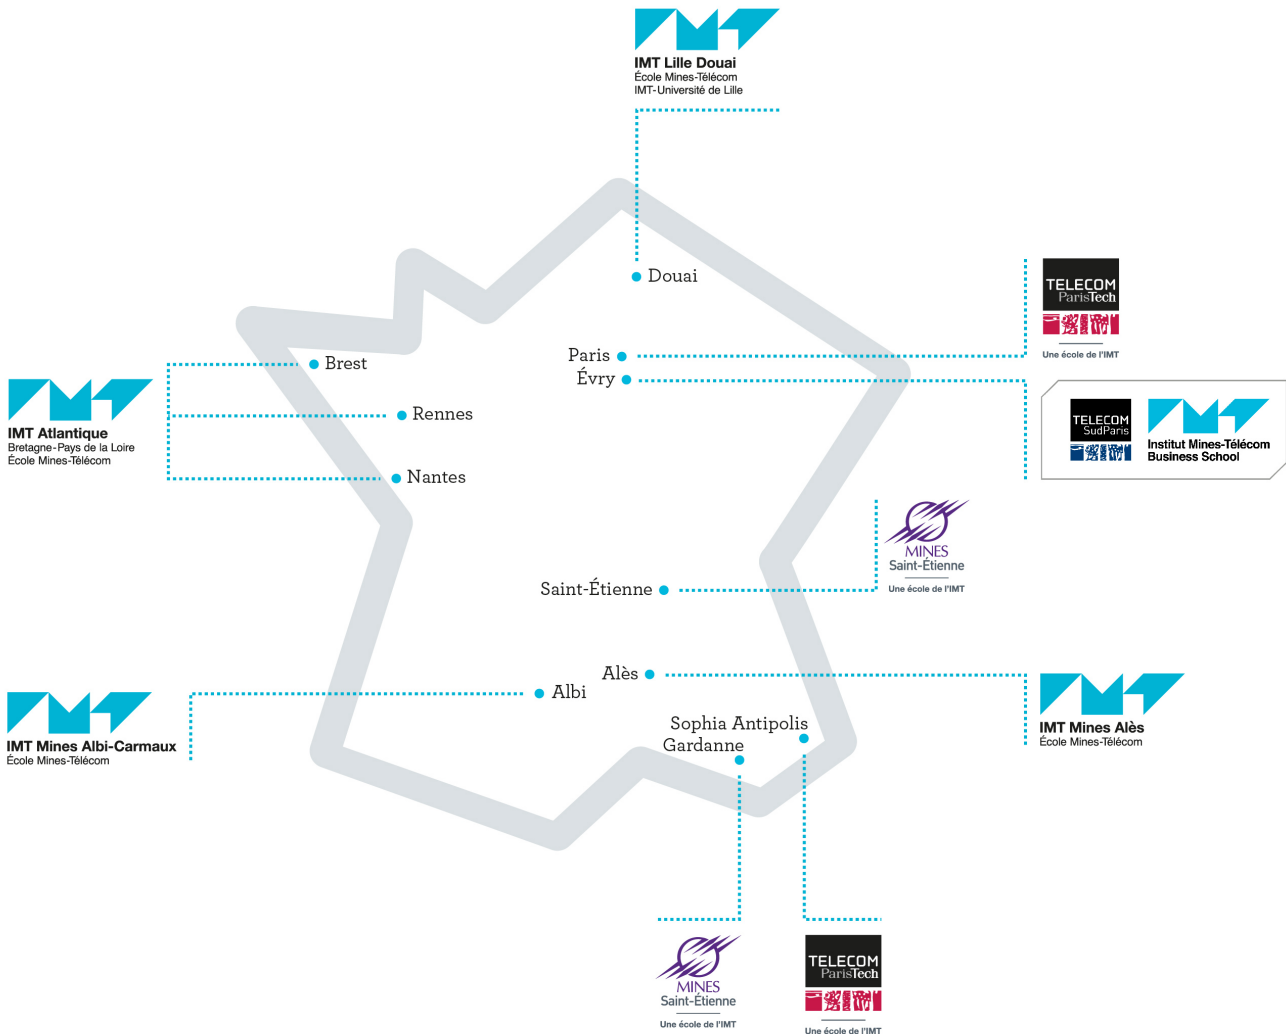 IMT Lille Douai
École Mines-Télécom
IMT-Université de Lille
Douai
TELECOM
ParisTech
Une école de l'IMT
Paris
Évry
Brest
Rennes
Nantes
IMT Atlantique
Bretagne-Pays de la Loire
École Mines-Télécom
TELECOM
SudParis
Institut Mines-Télécom
Business School
MINES
Saint-Étienne
Une école de l'IMT
Saint-Étienne
Alès
Albi
IMT Mines Albi-Carmaux
École Mines-Télécom
IMT Mines Alès
École Mines-Télécom
Sophia Antipolis
Gardanne
MINES
Saint-Étienne
Une école de l'IMT
TELECOM
ParisTech
Une école de l'IMT